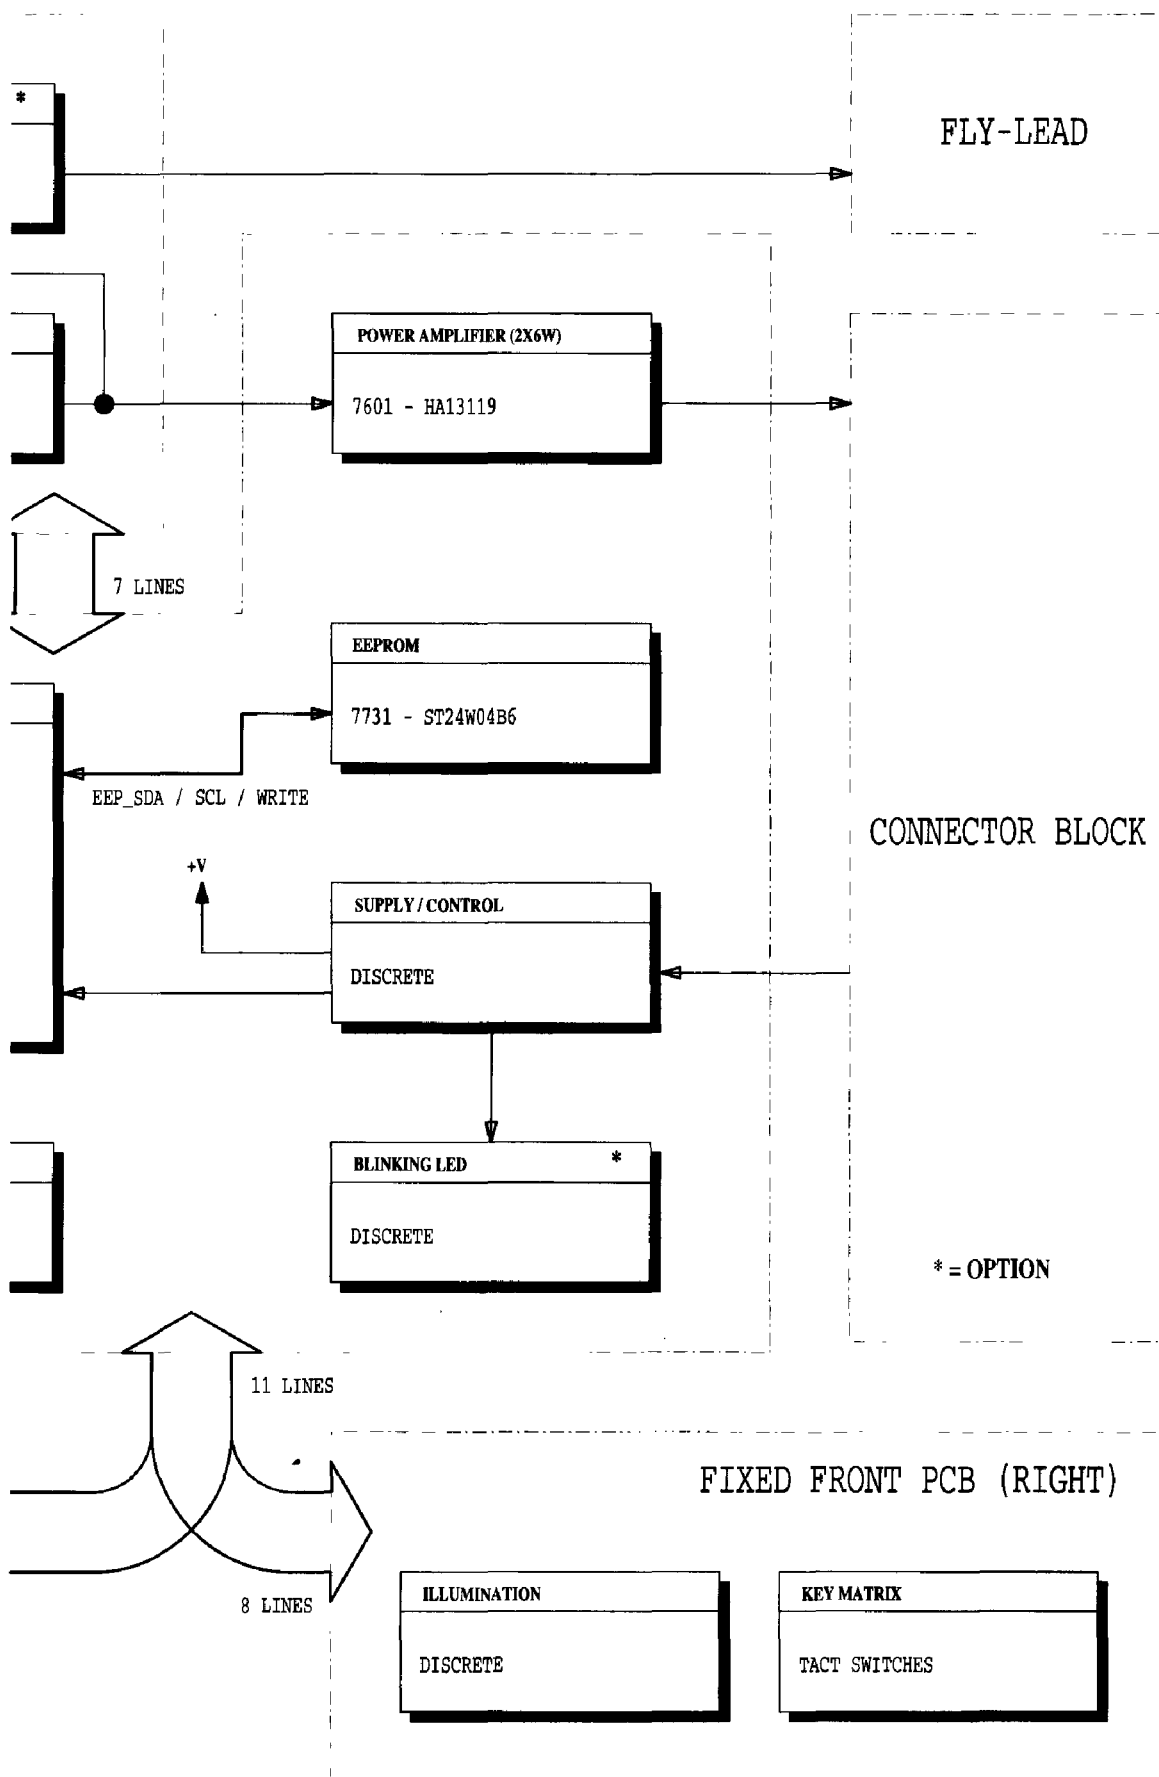 *
FLY-LEAD
POWER AMPLIFIER (2X6W)
7601 - HA13119
7 LINES
EEPROM
7731 - ST24W04B6
EEP_SDA / SCL / WRITE
CONNECTOR BLOCK
+V
SUPPLY / CONTROL
DISCRETE
BLINKING LED *
DISCRETE
* = OPTION
11 LINES
FIXED FRONT PCB (RIGHT)
8 LINES
ILLUMINATION
DISCRETE
KEY MATRIX
TACT SWITCHES